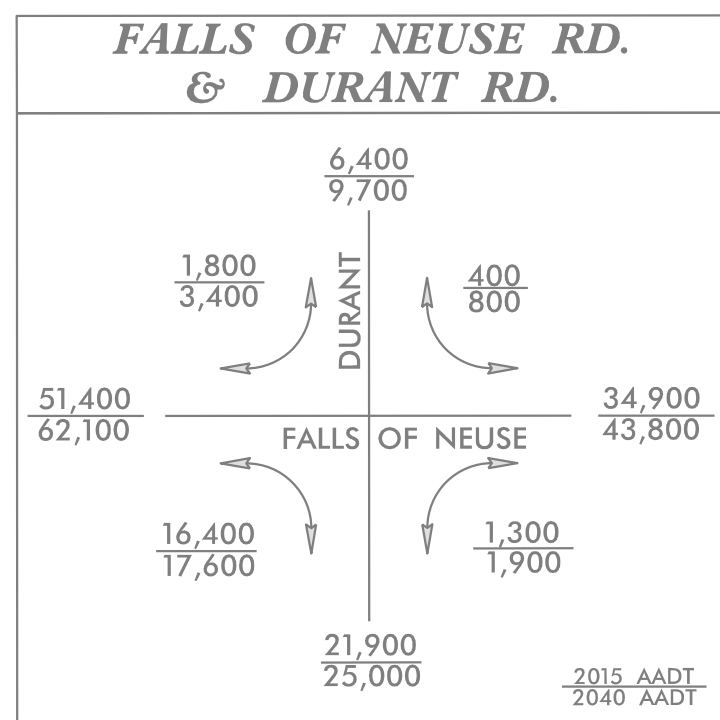 FALLS OF NEUSE RD.
& DURANT RD.
6,400
9,700
1,800
3,400
DURANT
400
800
51,400
62,100
34,900
43,800
FALLS OF NEUSE
16,400
17,600
1,300
1,900
21,900
25,000
2015 AADT
2040 AADT